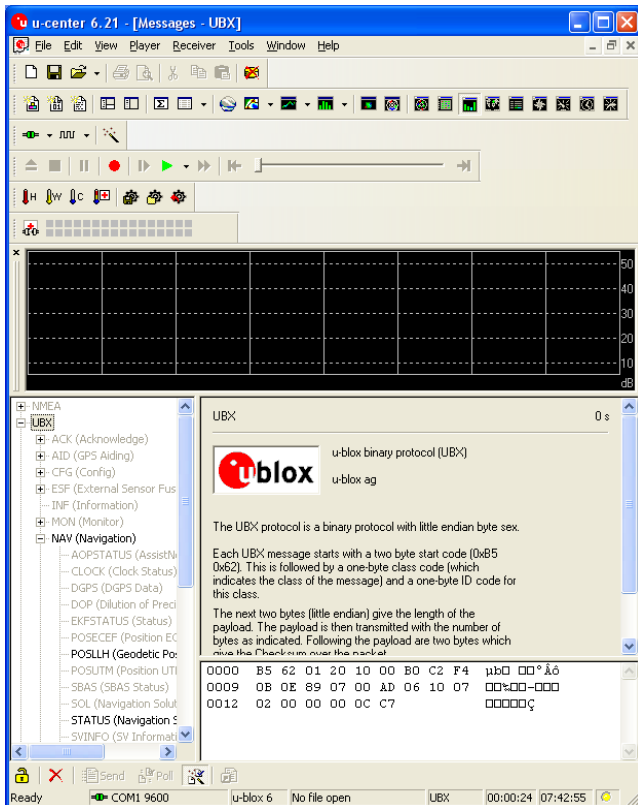 u-center 6.21 - [Messages - UBX]
File Edit View Player Receiver Tools Window Help
H W C
50
40
30
20
10
dB
NMEA
UBX
ACK (Acknowledge)
AID (GPS Aiding)
CFG (Config)
ESF (External Sensor Fus
INF (Information)
MON (Monitor)
NAV (Navigation)
AOPSTATUS (AssistN
CLOCK (Clock Status)
DGPS (DGPS Data)
DOP (Dilution of Preci
EKFSTATUS (Status)
POSECEF (Position EC
POSLLH (Geodetic Po
POSUTM (Position UT
SBAS (SBAS Status)
SOL (Navigation Solut
STATUS (Navigation S
SVINFO (SV Informati
UBX 0 s
ublox
u-blox binary protocol (UBX)
u-blox ag
The UBX protocol is a binary protocol with little endian byte sex.
Each UBX message starts with a two byte start code (0xB5
0x62). This is followed by a one-byte class code (which
indicates the class of the message) and a one-byte ID code for
this class.
The next two bytes (little endian) give the length of the
payload. The payload is then transmitted with the number of
bytes as indicated. Following the payload are two bytes which
give the Checksum over the packet.
0000 B5 62 01 20 10 00 B0 C2 F4 µb□ □□°Âô
0009 0B 0E 89 07 00 AD 06 10 07 □□‰□□-□□□
0012 02 00 00 00 0C C7 □□□□□Ç
Send Poll
Ready COM1 9600 u-blox 6 No file open UBX 00:00:24 07:42:55